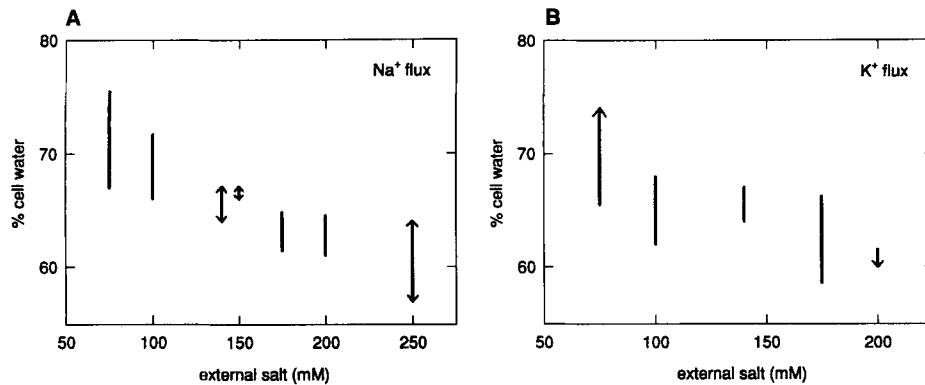 A
80
70
60
% cell water
Na⁺ flux
50
100
150
200
250
external salt (mM)
B
80
70
60
% cell water
K⁺ flux
50
100
150
200
external salt (mM)